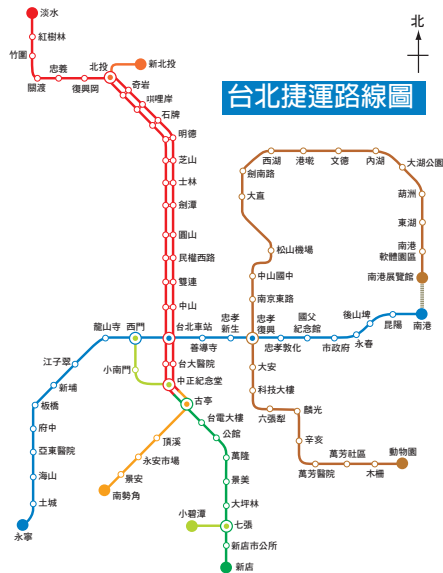 北
台北捷運路線圖
淡水
紅樹林
竹圍
關渡
忠義
復興岡
北投
新北投
奇岩
唭哩岸
石牌
明德
芝山
士林
劍潭
圓山
民權西路
雙連
中山
台北車站
台大醫院
中正紀念堂
西門
小南門
龍山寺
江子翠
新埔
板橋
府中
亞東醫院
海山
土城
永寧
善導寺
忠孝
新生
忠孝
復興
忠孝敦化
國父
紀念館
市政府
永春
後山埤
昆陽
南港
南港展覽館
南港
軟體園區
東湖
葫洲
大湖公園
內湖
文德
港墘
西湖
劍南路
大直
松山機場
中山國中
南京東路
大安
科技大樓
六張犁
麟光
辛亥
萬芳醫院
萬芳社區
木柵
動物園
古亭
頂溪
永安市場
景安
南勢角
台電大樓
公館
萬隆
景美
大坪林
七張
小碧潭
新店市公所
新店